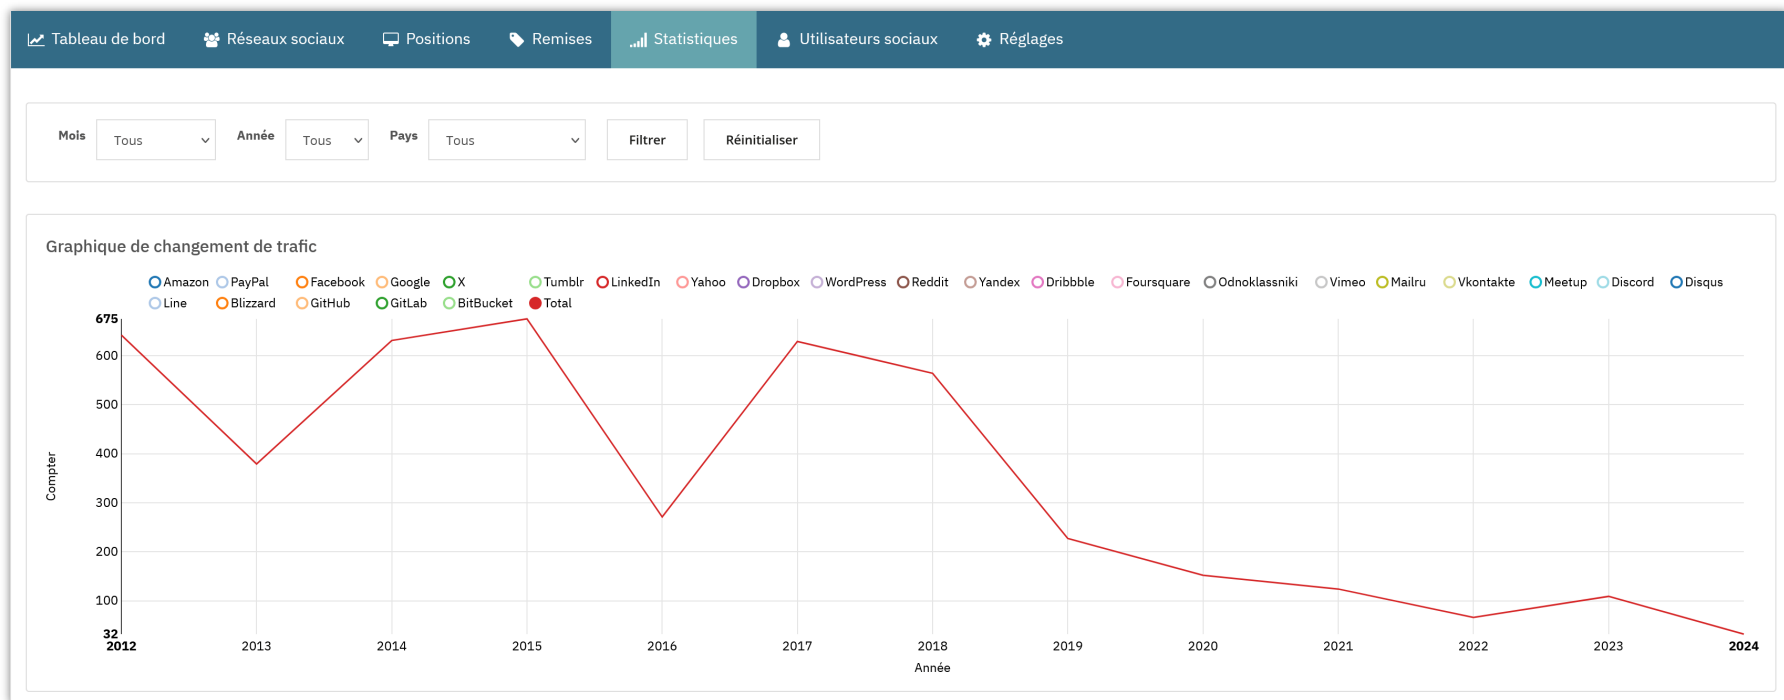 Tableau de bord Réseaux sociaux Positions Remises Statistiques Utilisateurs sociaux Réglages
Mois Tous Année Tous Pays Tous Filtrer Réinitialiser
Graphique de changement de trafic
Amazon PayPal Facebook Google X Tumblr LinkedIn Yahoo Dropbox WordPress Reddit Yandex Dribbble Foursquare Odnoklassniki Vimeo Mailru Vkontakte Meetup Discord Disqus
Line Blizzard GitHub GitLab BitBucket Total
675
600
500
400
Compter
300
200
100
32
2012 2013 2014 2015 2016 2017 2018 2019 2020 2021 2022 2023 2024
Année